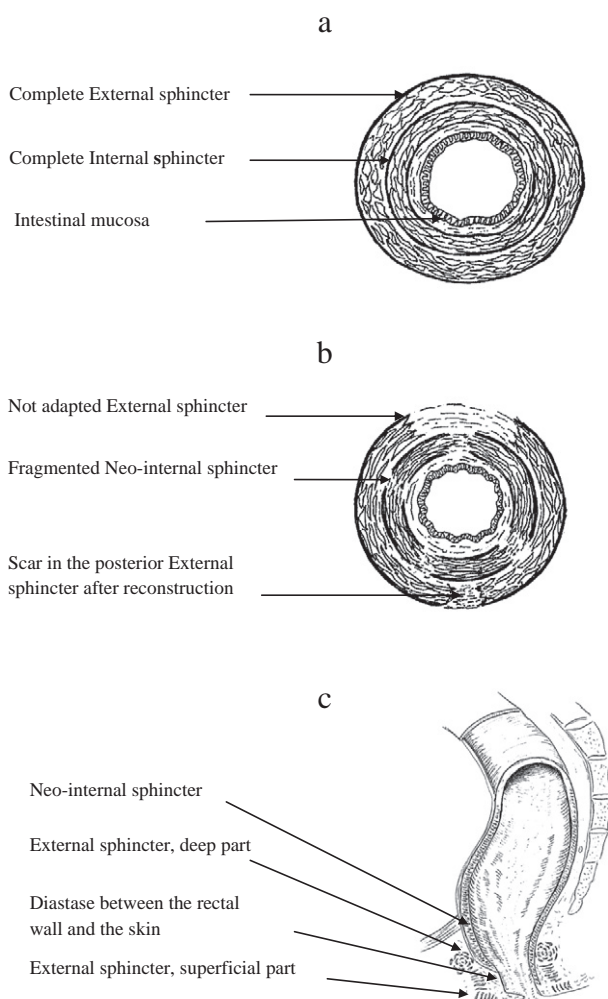 a
Complete External sphincter
Complete Internal sphincter
Intestinal mucosa
b
Not adapted External sphincter
Fragmented Neo-internal sphincter
Scar in the posterior External
sphincter after reconstruction
c
Neo-internal sphincter
External sphincter, deep part
Diastase between the rectal
wall and the skin
External sphincter, superficial part